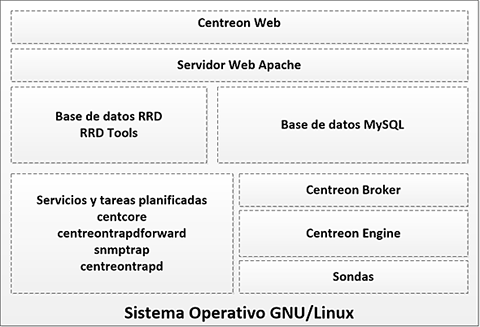 Centreon Web
Servidor Web Apache
Base de datos RRD
RRD Tools
Base de datos MySQL
Servicios y tareas planificadas
centcore
centreontrapdforward
snmptrap
centreontrapd
Centreon Broker
Centreon Engine
Sondas
Sistema Operativo GNU/Linux